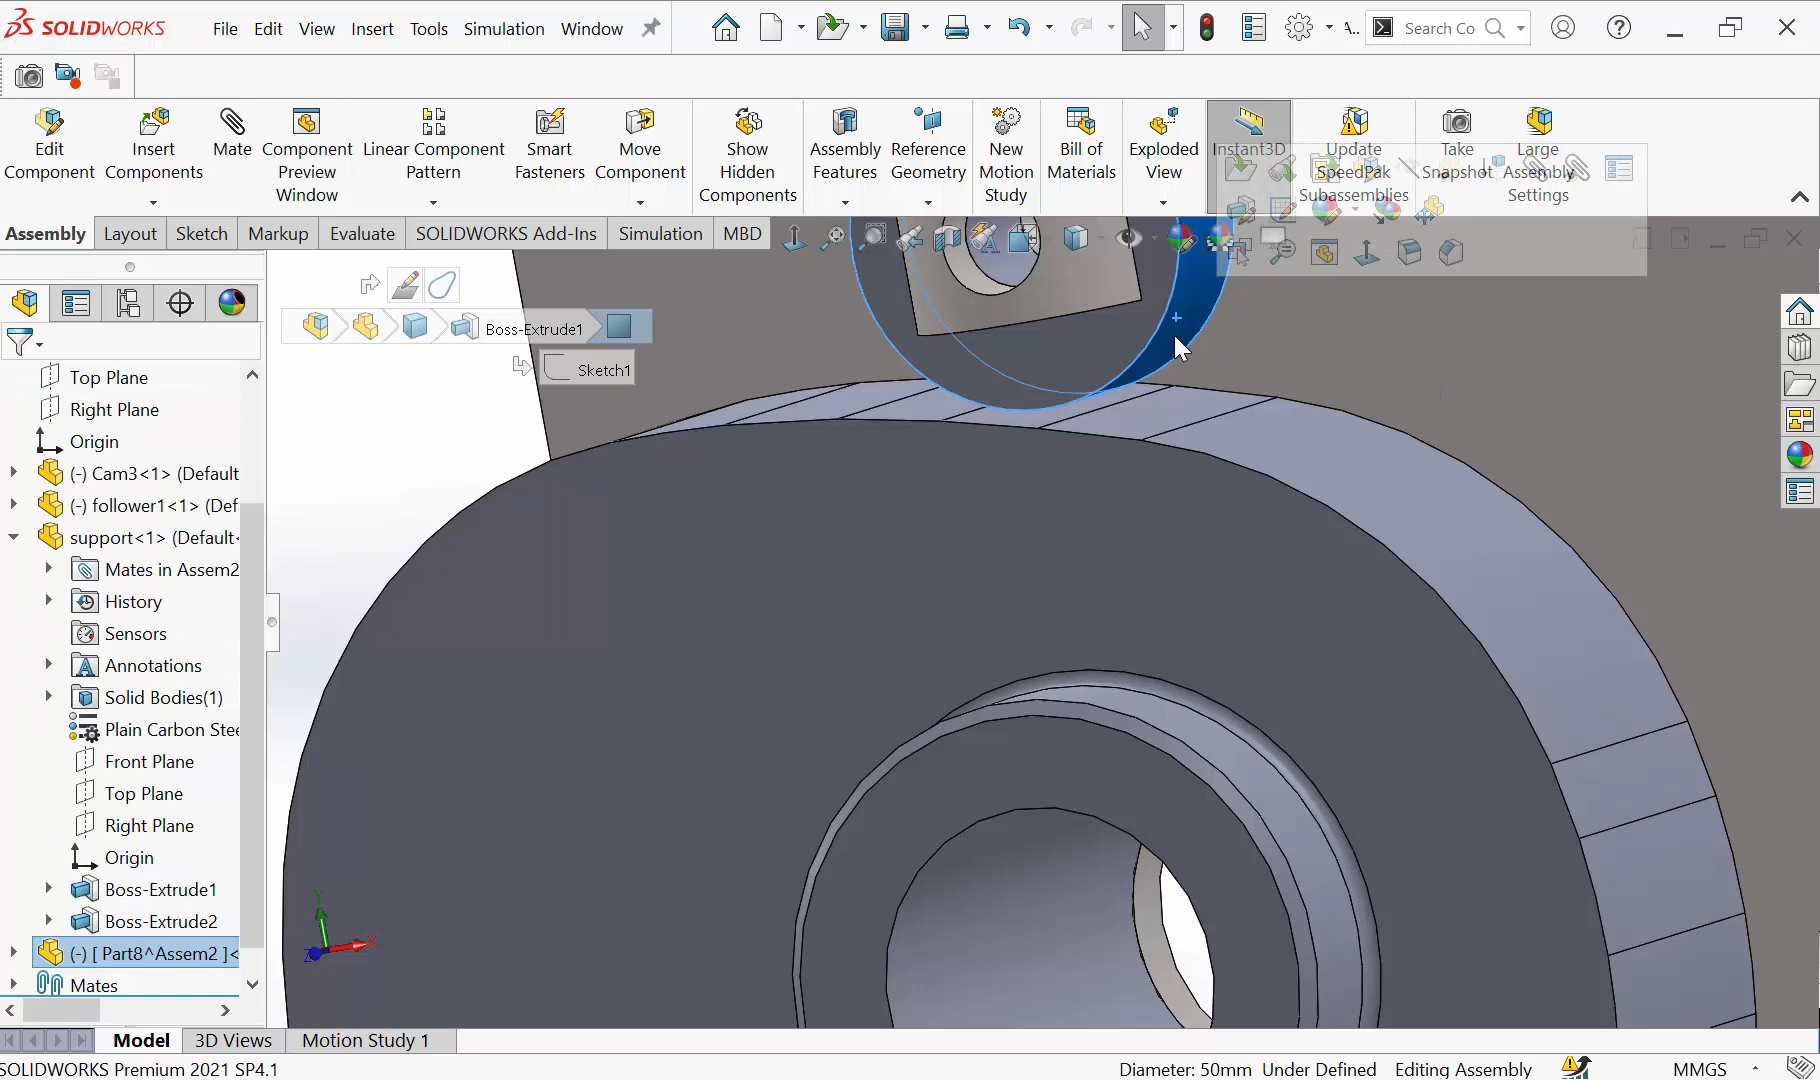 SOLIDWORKS File Edit View Insert Tools Simulation Window A... Search Co
Edit Component
Insert Components
Mate
Component Preview Window
Linear Component Pattern
Smart Fasteners
Move Component
Show Hidden Components
Assembly Features
Reference Geometry
New Motion Study
Bill of Materials
Exploded View
Instant3D
Update SpeedPak Subassemblies
Take Snapshot
Large Assembly Settings
Assembly Layout Sketch Markup Evaluate SOLIDWORKS Add-Ins Simulation MBD
Boss-Extrude1
Sketch1
Top Plane
Right Plane
Origin
(-) Cam3<1> (Default
(-) follower1<1> (Def
support<1> (Default<
Mates in Assem2
History
Sensors
Annotations
Solid Bodies(1)
Plain Carbon Stee
Front Plane
Top Plane
Right Plane
Origin
Boss-Extrude1
Boss-Extrude2
(-) [ Part8^Assem2 ]<
Mates
Y
X
Z
Model 3D Views Motion Study 1
SOLIDWORKS Premium 2021 SP4.1 Diameter: 50mm Under Defined Editing Assembly MMGS